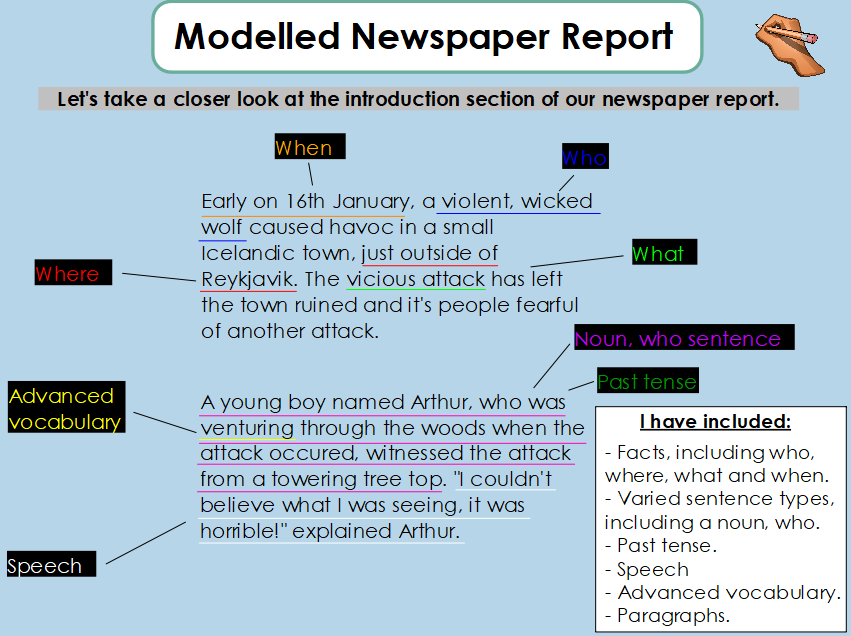 Modelled Newspaper Report
Let's take a closer look at the introduction section of our newspaper report.
When
Who
Early on 16th January, a violent, wicked
wolf caused havoc in a small
Icelandic town, just outside of
Reykjavik. The vicious attack has left
the town ruined and it's people fearful
of another attack.
What
Where
Noun, who sentence
Past tense
Advanced
vocabulary
A young boy named Arthur, who was
venturing through the woods when the
attack occured, witnessed the attack
from a towering tree top. "I couldn't
believe what I was seeing, it was
horrible!" explained Arthur.
Speech
I have included:
- Facts, including who,
where, what and when.
- Varied sentence types,
including a noun, who.
- Past tense.
- Speech
- Advanced vocabulary.
- Paragraphs.